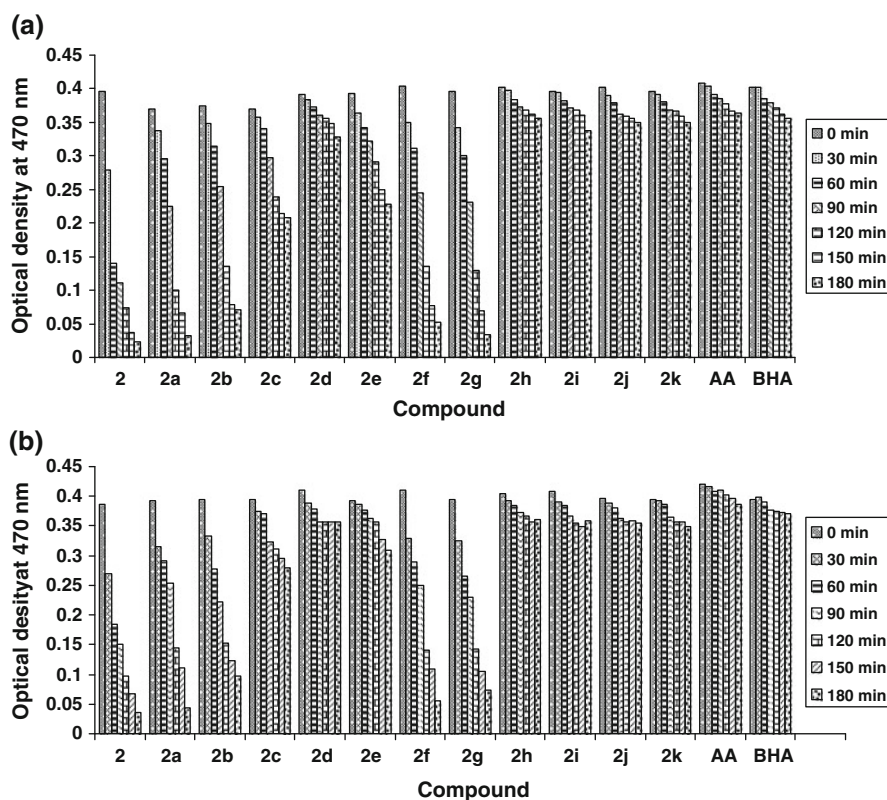 (a)
Optical density at 470 nm
0.45
0.4
0.35
0.3
0.25
0.2
0.15
0.1
0.05
0
2 2a 2b 2c 2d 2e 2f 2g 2h 2i 2j 2k AA BHA
Compound
0 min
30 min
60 min
90 min
120 min
150 min
180 min
(b)
Optical desityat 470 nm
0.45
0.4
0.35
0.3
0.25
0.2
0.15
0.1
0.05
0
2 2a 2b 2c 2d 2e 2f 2g 2h 2i 2j 2k AA BHA
Compound
0 min
30 min
60 min
90 min
120 min
150 min
180 min